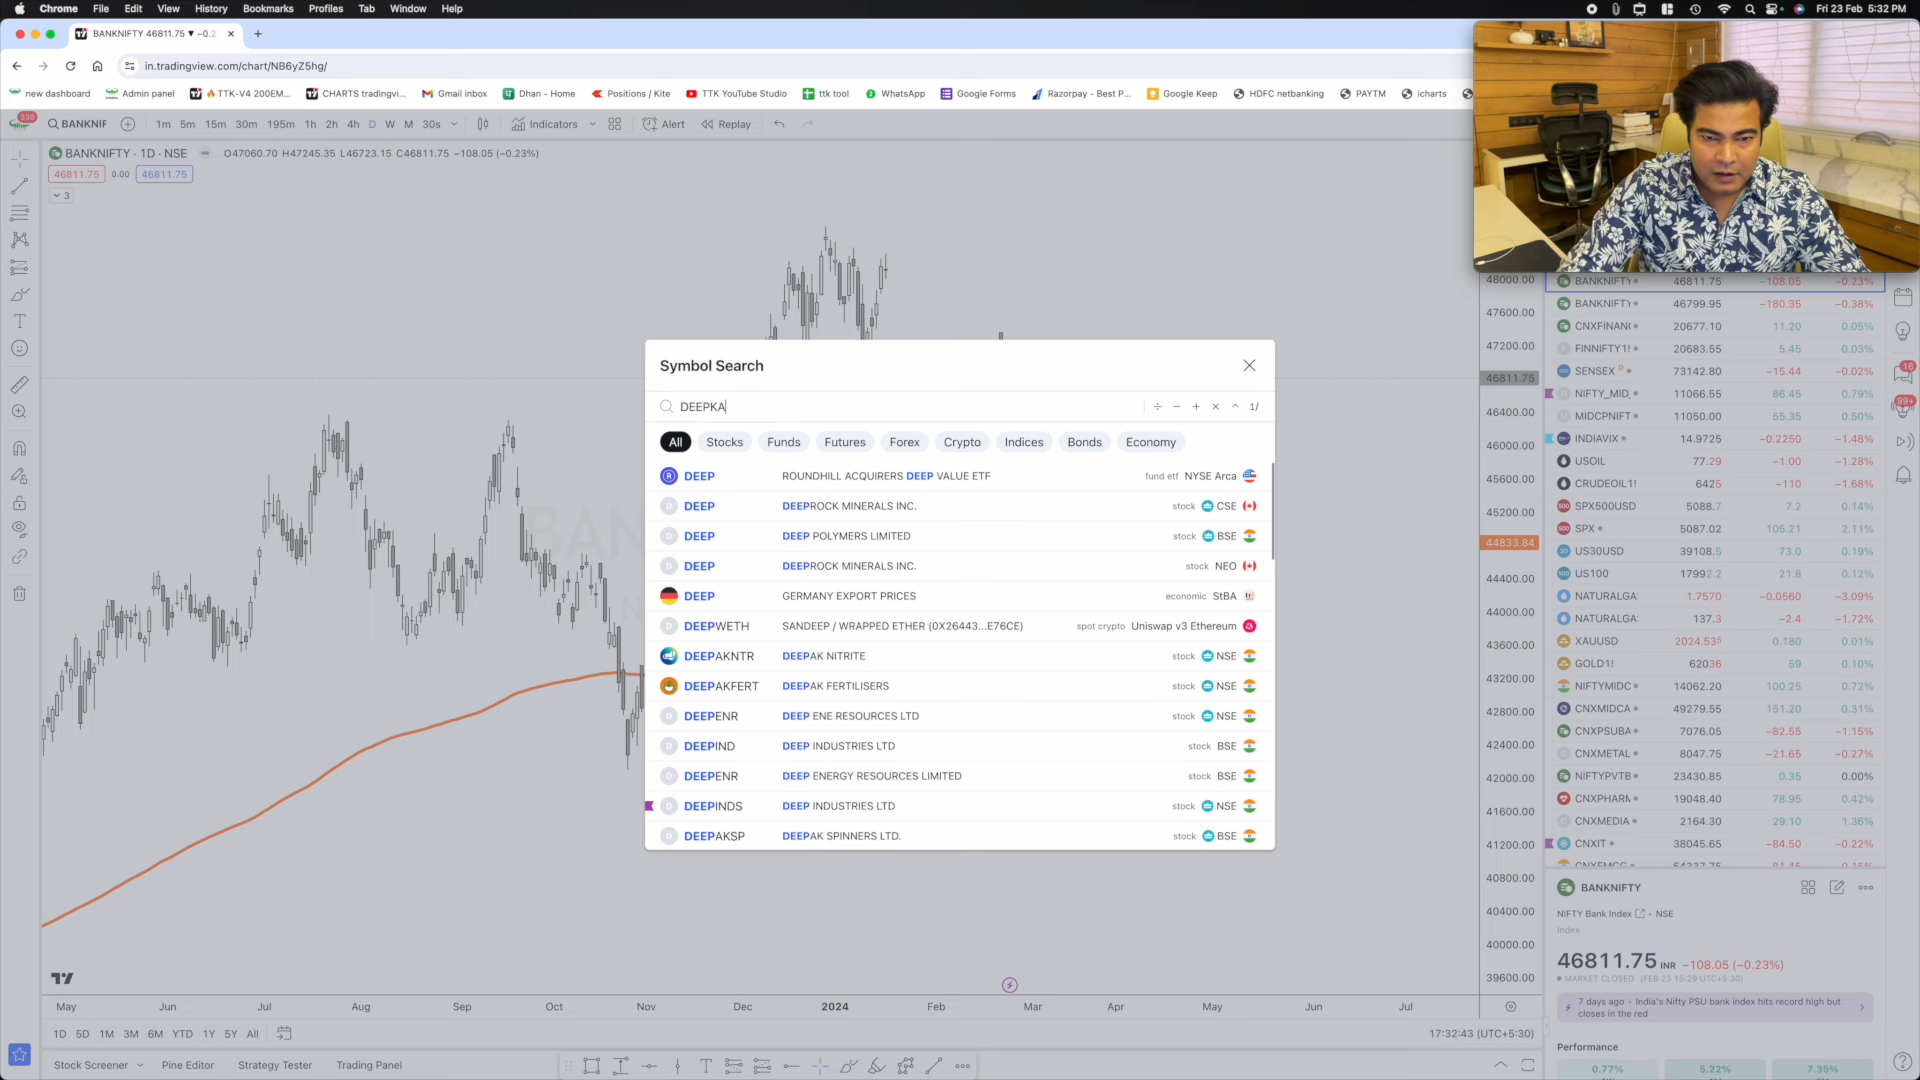 Chrome File Edit View History Bookmarks Profiles Tab Window Help Fri 23 Feb 5:32 PM
BANKNIFTY 46811.75 ▼ −0.2
in.tradingview.com/chart/NB6yZ5hg/
new dashboard Admin panel TTK-V4 200EM... CHARTS tradingvi... Gmail inbox Dhan - Home Positions / Kite TTK YouTube Studio ttk tool WhatsApp Google Forms Razorpay - Best P... Google Keep HDFC netbanking PAYTM icharts
338 BANKNIF 1m 5m 15m 30m 195m 1h 2h 4h D W M 30s Indicators Alert Replay
BANKNIFTY · 1D · NSE O47060.70 H47245.35 L46723.15 C46811.75 −108.05 (−0.23%)
46811.75 0.00 46811.75
3
Symbol Search
DEEPKA 1/
All Stocks Funds Futures Forex Crypto Indices Bonds Economy
DEEP ROUNDHILL ACQUIRERS DEEP VALUE ETF fund etf NYSE Arca
DEEP DEEPROCK MINERALS INC. stock CSE
DEEP DEEP POLYMERS LIMITED stock BSE
DEEP DEEPROCK MINERALS INC. stock NEO
DEEP GERMANY EXPORT PRICES economic StBA
DEEPWETH SANDEEP / WRAPPED ETHER (0X26443...E76CE) spot crypto Uniswap v3 Ethereum
DEEPAKNTR DEEPAK NITRITE stock NSE
DEEPAKFERT DEEPAK FERTILISERS stock NSE
DEEPENR DEEP ENE RESOURCES LTD stock NSE
DEEPIND DEEP INDUSTRIES LTD stock BSE
DEEPENR DEEP ENERGY RESOURCES LIMITED stock BSE
DEEPINDS DEEP INDUSTRIES LTD stock NSE
DEEPAKSP DEEPAK SPINNERS LTD. stock BSE
48000.00
47600.00
47200.00
46811.75
46400.00
46000.00
45600.00
45200.00
44833.84
44400.00
44000.00
43600.00
43200.00
42800.00
42400.00
42000.00
41600.00
41200.00
40800.00
40400.00
40000.00
39600.00
BANKNIFTY 46811.75 −108.05 −0.23%
BANKNIFTY 46799.95 −180.35 −0.38%
CNXFINAN 20677.10 11.20 0.05%
FINNIFTY1! 20683.55 5.45 0.03%
SENSEX 73142.80 −15.44 −0.02%
NIFTY_MID_ 11066.55 86.45 0.79%
MIDCPNIFT 11050.00 55.35 0.50%
INDIAVIX 14.9725 −0.2250 −1.48%
USOIL 77.29 −1.00 −1.28%
CRUDEOIL1! 6425 −110 −1.68%
SPX500USD 5088.7 7.2 0.14%
SPX 5087.02 105.21 2.11%
US30USD 39108.5 73.0 0.19%
US100 17992.2 21.8 0.12%
NATURALGA 1.7570 −0.0560 −3.09%
NATURALGA 137.3 −2.4 −1.72%
XAUUSD 2024.535 0.180 0.01%
GOLD1! 62036 59 0.10%
NIFTYMIDC 14062.20 100.25 0.72%
CNXMIDCA 49279.55 151.20 0.31%
CNXPSUBA 7076.05 −82.55 −1.15%
CNXMETAL 8047.75 −21.65 −0.27%
NIFTYPVTB 23430.85 0.35 0.00%
CNXPHARM 19048.40 78.95 0.42%
CNXMEDIA 2164.30 29.10 1.36%
CNXIT 38045.65 −84.50 −0.22%
CNXFMCG 54337.75 −81.45 −0.15%
16
99+
BANKNIFTY
NIFTY Bank Index · NSE
Index
46811.75 INR −108.05 (−0.23%)
MARKET CLOSED (FEB 23 15:29 UTC+5:30)
7 days ago · India's Nifty PSU bank index hits record high but
closes in the red
Performance
0.77% 5.22% 7.35%
May Jun Jul Aug Sep Oct Nov Dec 2024 Feb Mar Apr May Jun Jul
1D 5D 1M 3M 6M YTD 1Y 5Y All 17:32:43 (UTC+5:30)
Stock Screener Pine Editor Strategy Tester Trading Panel